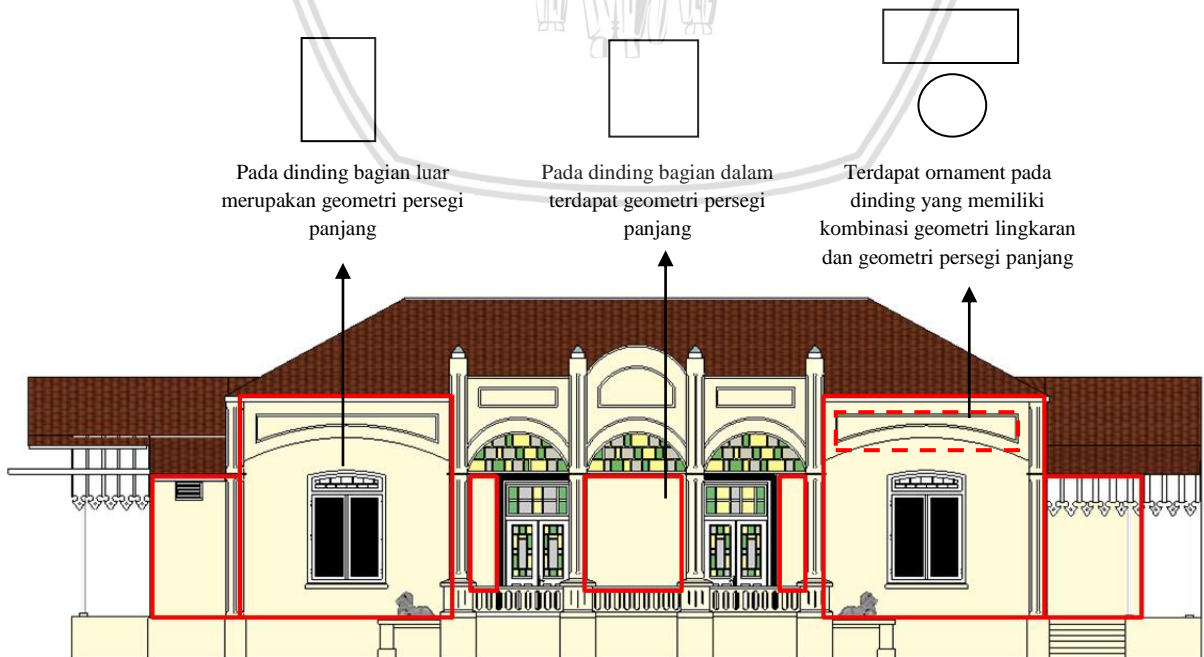 Pada dinding bagian luar
merupakan geometri persegi
panjang
Pada dinding bagian dalam
terdapat geometri persegi
panjang
Terdapat ornament pada
dinding yang memiliki
kombinasi geometri lingkaran
dan geometri persegi panjang